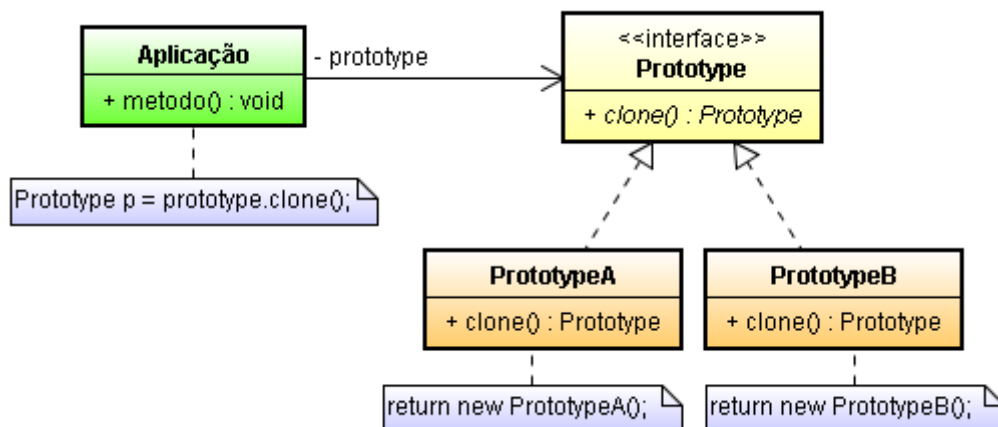 Aplicação
+ metodo() : void
- prototype
<<interface>>
Prototype
+ clone() : Prototype
Prototype p = prototype.clone();
PrototypeA
+ clone() : Prototype
PrototypeB
+ clone() : Prototype
return new PrototypeA();
return new PrototypeB();